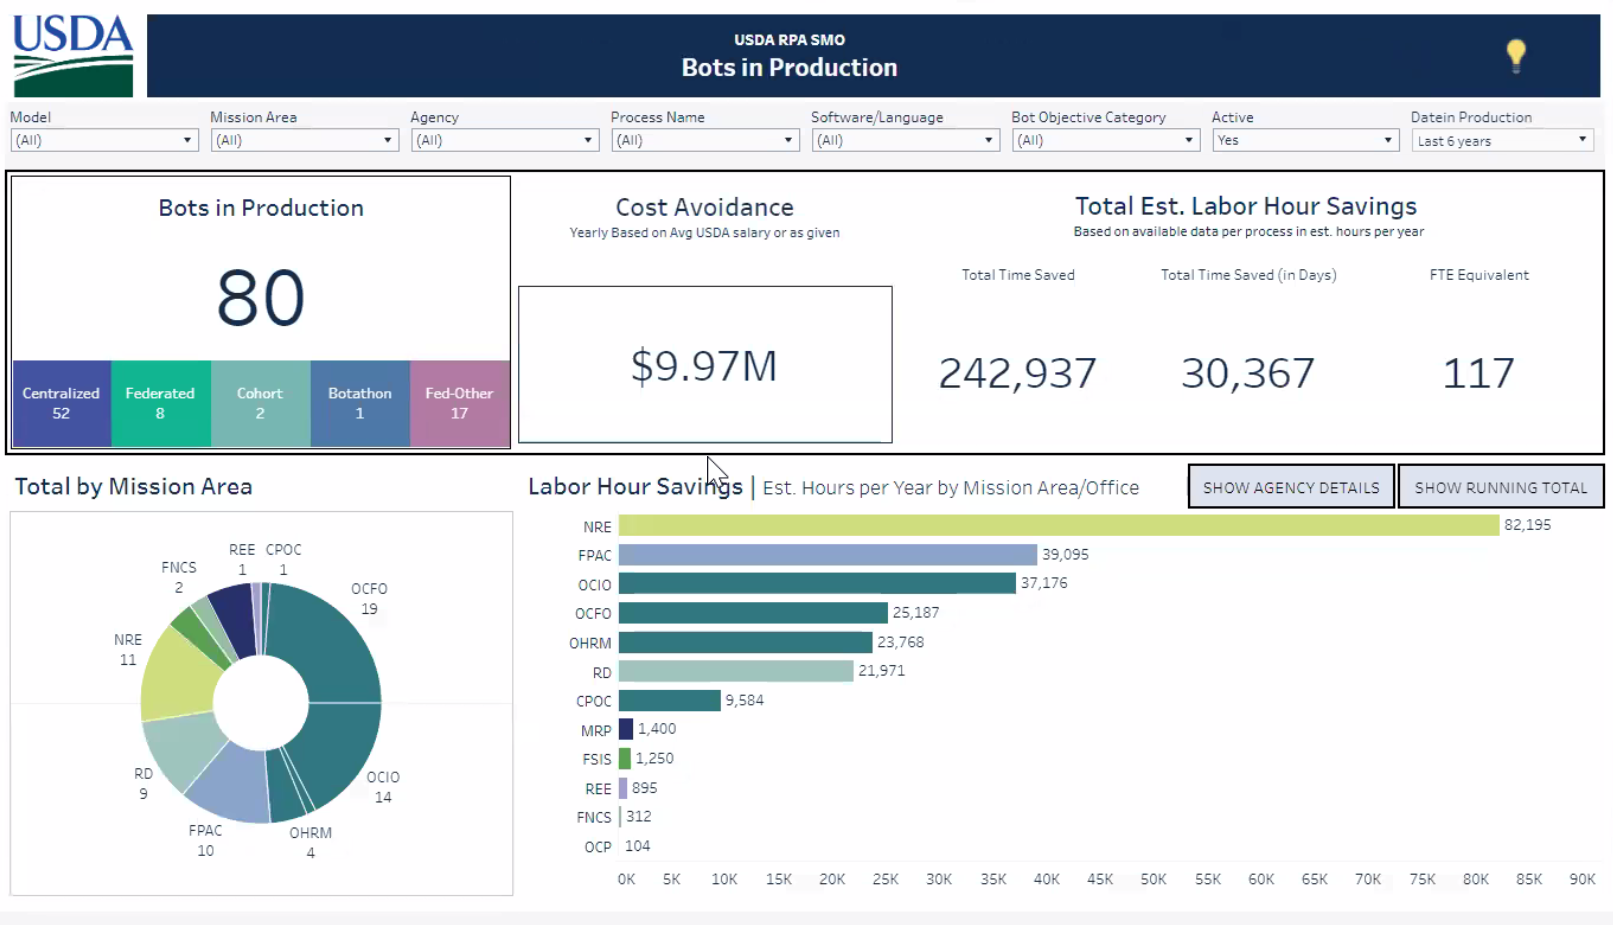 USDA
USDA RPA SMO
Bots in Production
Model
(All)
Mission Area
(All)
Agency
(All)
Process Name
(All)
Software/Language
(All)
Bot Objective Category
(All)
Active
Yes
Datein Production
Last 6 years
Bots in Production
80
Centralized
52
Federated
8
Cohort
2
Botathon
1
Fed-Other
17
Cost Avoidance
Yearly Based on Avg USDA salary or as given
$9.97M
Total Est. Labor Hour Savings
Based on available data per process in est. hours per year
Total Time Saved
242,937
Total Time Saved (in Days)
30,367
FTE Equivalent
117
Total by Mission Area
REE
1
CPOC
1
FNCS
2
OCFO
19
NRE
11
RD
9
OCIO
14
FPAC
10
OHRM
4
Labor Hour Savings | Est. Hours per Year by Mission Area/Office
SHOW AGENCY DETAILS
SHOW RUNNING TOTAL
NRE 82,195
FPAC 39,095
OCIO 37,176
OCFO 25,187
OHRM 23,768
RD 21,971
CPOC 9,584
MRP 1,400
FSIS 1,250
REE 895
FNCS 312
OCP 104
0K 5K 10K 15K 20K 25K 30K 35K 40K 45K 50K 55K 60K 65K 70K 75K 80K 85K 90K